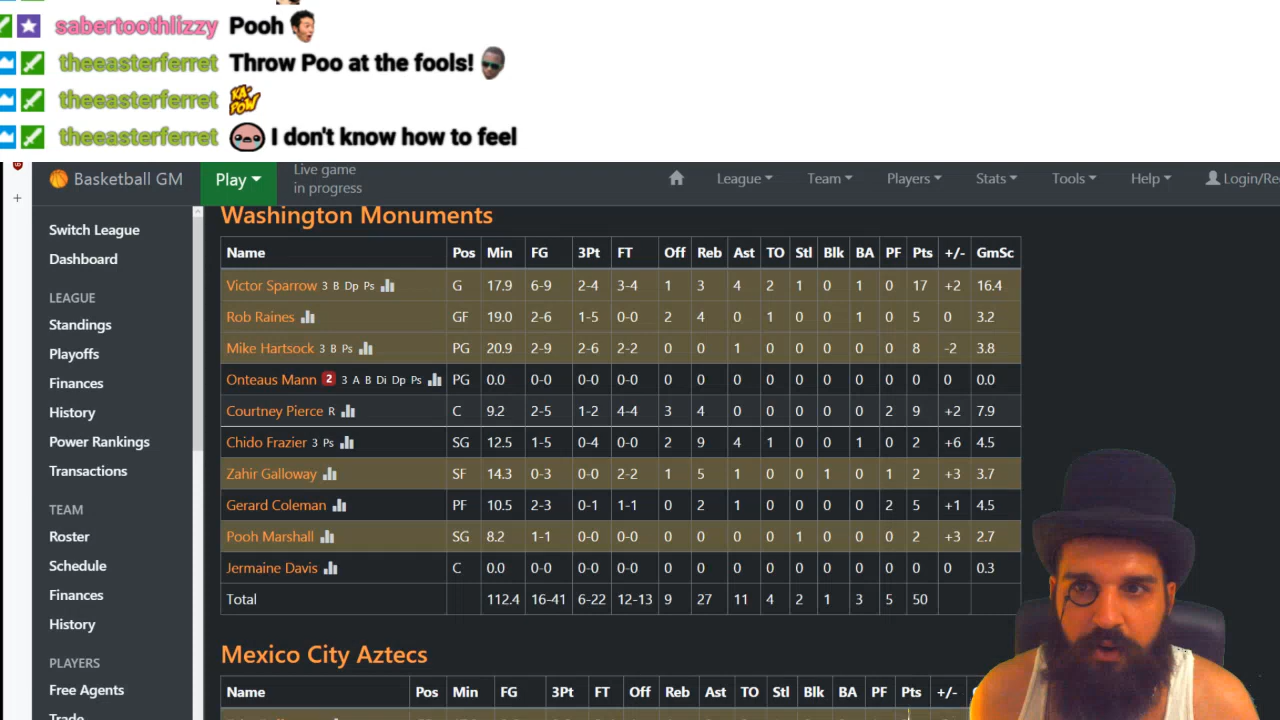 sabertoothlizzy Pooh
theeasterferret Throw Poo at the fools!
theeasterferret KA-POW
theeasterferret I don't know how to feel
Basketball GM Play Live game in progress League Team Players Stats Tools Help Login/Re
Switch League
Dashboard
LEAGUE
Standings
Playoffs
Finances
History
Power Rankings
Transactions
TEAM
Roster
Schedule
Finances
History
PLAYERS
Free Agents
Trade
Washington Monuments
Name Pos Min FG 3Pt FT Off Reb Ast TO Stl Blk BA PF Pts +/- GmSc
Victor Sparrow 3 B Dp Ps G 17.9 6-9 2-4 3-4 1 3 4 2 1 0 1 0 17 +2 16.4
Rob Raines GF 19.0 2-6 1-5 0-0 2 4 0 1 0 0 1 0 5 0 3.2
Mike Hartsock 3 B Ps PG 20.9 2-9 2-6 2-2 0 0 1 0 0 0 0 0 8 -2 3.8
Onteaus Mann 2 3 A B Di Dp Ps PG 0.0 0-0 0-0 0-0 0 0 0 0 0 0 0 0 0 0 0.0
Courtney Pierce R C 9.2 2-5 1-2 4-4 3 4 0 0 0 0 0 2 9 +2 7.9
Chido Frazier 3 Ps SG 12.5 1-5 0-4 0-0 2 9 4 1 0 0 1 0 2 +6 4.5
Zahir Galloway SF 14.3 0-3 0-0 2-2 1 5 1 0 0 1 0 1 2 +3 3.7
Gerard Coleman PF 10.5 2-3 0-1 1-1 0 2 1 0 0 0 0 2 5 +1 4.5
Pooh Marshall SG 8.2 1-1 0-0 0-0 0 0 0 0 1 0 0 0 2 +3 2.7
Jermaine Davis C 0.0 0-0 0-0 0-0 0 0 0 0 0 0 0 0 0 0 0.3
Total 112.4 16-41 6-22 12-13 9 27 11 4 2 1 3 5 50
Mexico City Aztecs
Name Pos Min FG 3Pt FT Off Reb Ast TO Stl Blk BA PF Pts +/-